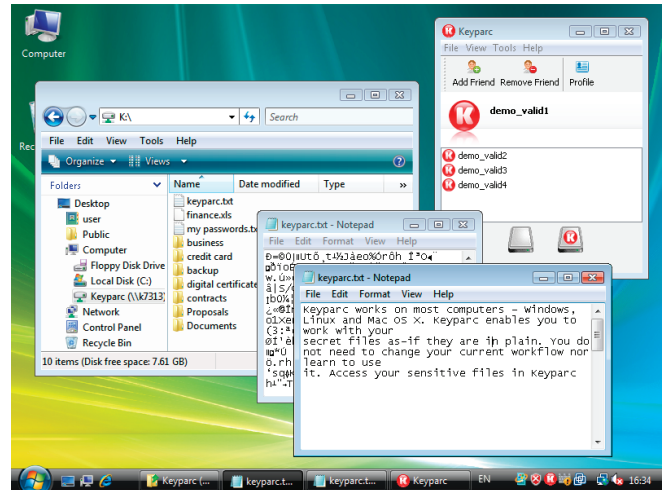 Computer
Rec
K:\
Search
File Edit View Tools Help
Organize Views
Folders
Desktop
user
Public
Computer
Floppy Disk Drive
Local Disk (C:)
Keyparc (\\k7313)
Network
Control Panel
Recycle Bin
Name Date modified Type »
keyparc.txt
finance.xls
my passwords.tx
business
credit card
backup
digital certificate
contracts
Proposals
Documents
10 items (Disk free space: 7.61 GB)
Keyparc
File View Tools Help
Add Friend Remove Friend Profile
demo_valid1
demo_valid2
demo_valid3
demo_valid4
keyparc.txt - Notepad
File Edit Format View Help
keyparc.txt - Notepad
File Edit Format View Help
Keyparc works on most computers - Windows,
Linux and Mac OS X. Keyparc enables you to
work with your
secret files as-if they are in plain. You do
not need to change your current workflow nor
learn to use
it. Access your sensitive files in Keyparc
Keyparc (...
keyparc.t...
keyparc.t...
Keyparc
EN
16:34